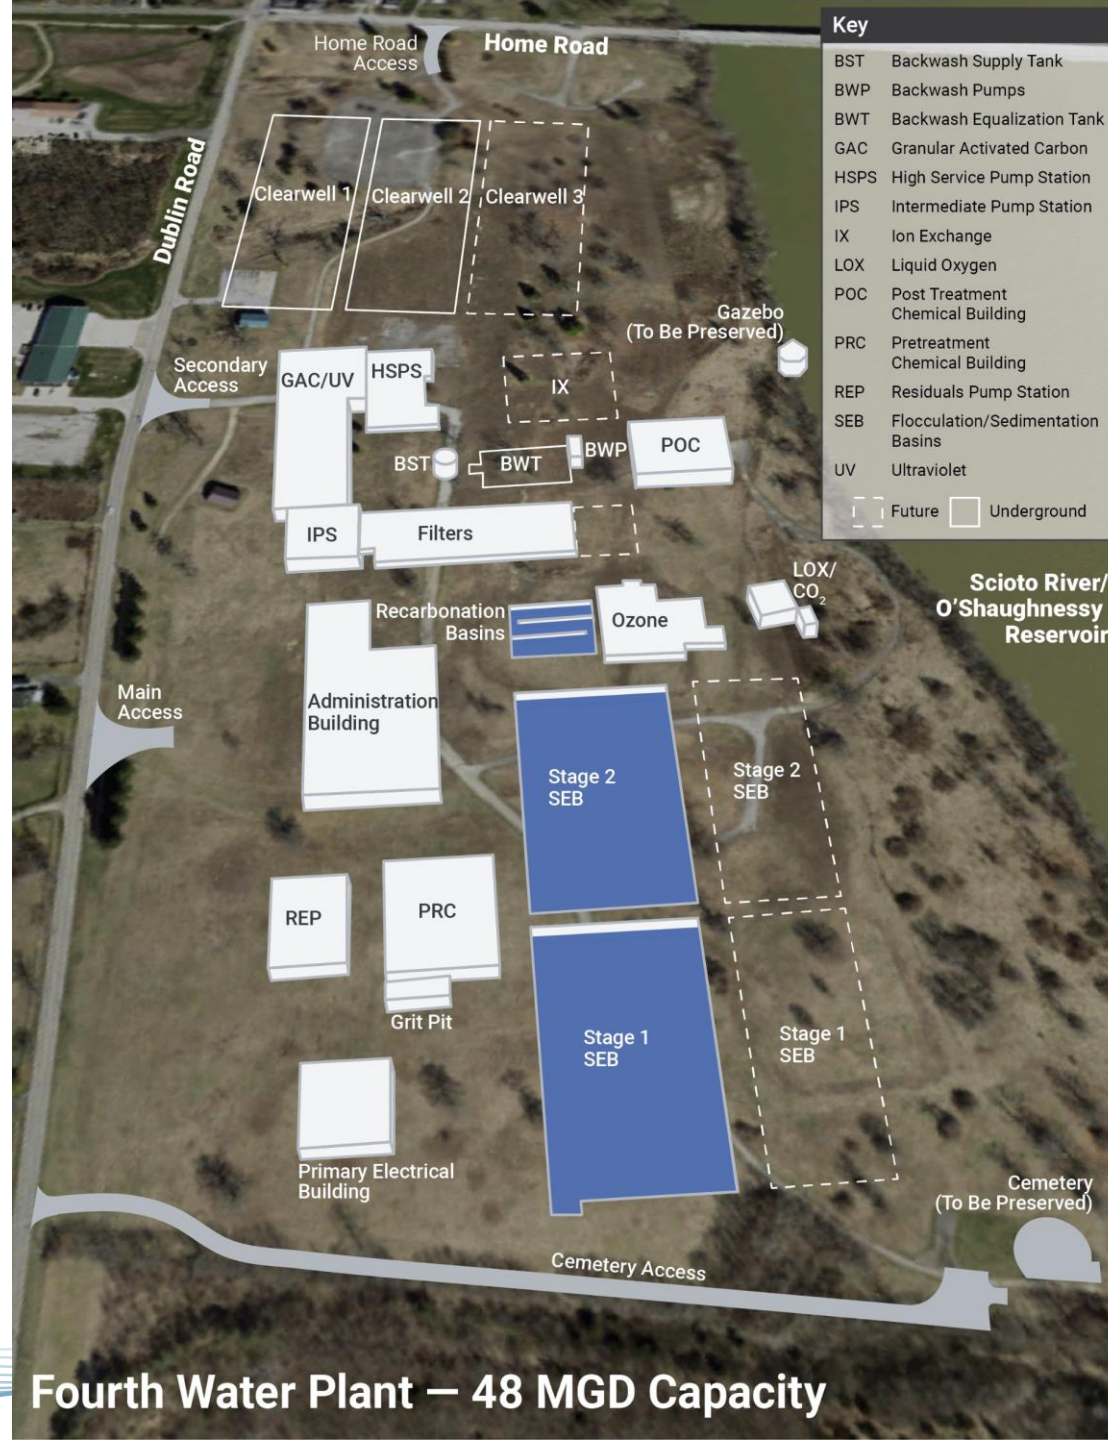 Home Road
Access
Home Road
Dublin Road
Clearwell 1
Clearwell 2
Clearwell 3
Gazebo
(To Be Preserved)
Secondary
Access
GAC/UV
HSPS
IX
BST
BWT
BWP
POC
IPS
Filters
LOX/
CO2
Recarbonation
Basins
Ozone
Scioto River/
O'Shaughnessy
Reservoir
Main
Access
Administration
Building
Stage 2
SEB
Stage 2
SEB
REP
PRC
Grit Pit
Stage 1
SEB
Stage 1
SEB
Primary Electrical
Building
Cemetery
(To Be Preserved)
Cemetery Access
Key
BST Backwash Supply Tank
BWP Backwash Pumps
BWT Backwash Equalization Tank
GAC Granular Activated Carbon
HSPS High Service Pump Station
IPS Intermediate Pump Station
IX Ion Exchange
LOX Liquid Oxygen
POC Post Treatment
Chemical Building
PRC Pretreatment
Chemical Building
REP Residuals Pump Station
SEB Flocculation/Sedimentation
Basins
UV Ultraviolet
Future Underground
Fourth Water Plant — 48 MGD Capacity